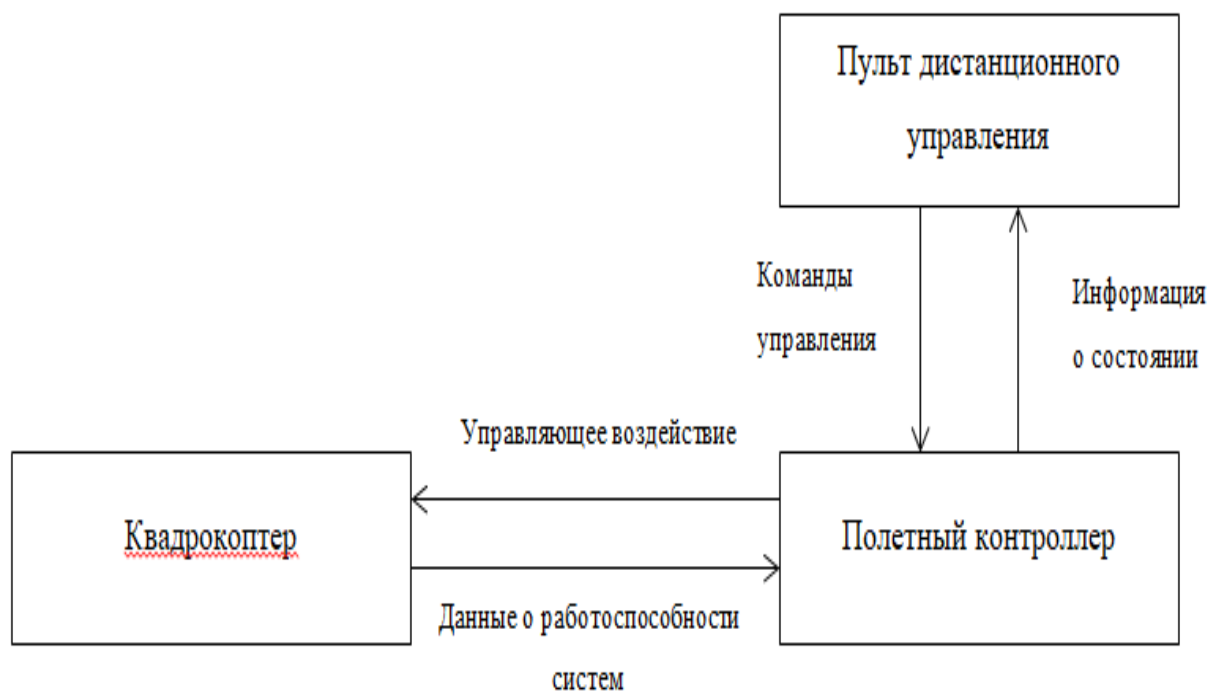 Пульт дистанционного
управления
Команды
управления
Информация
о состоянии
Управляющее воздействие
Квадрокоптер
Полетный контроллер
Данные о работоспособности
систем